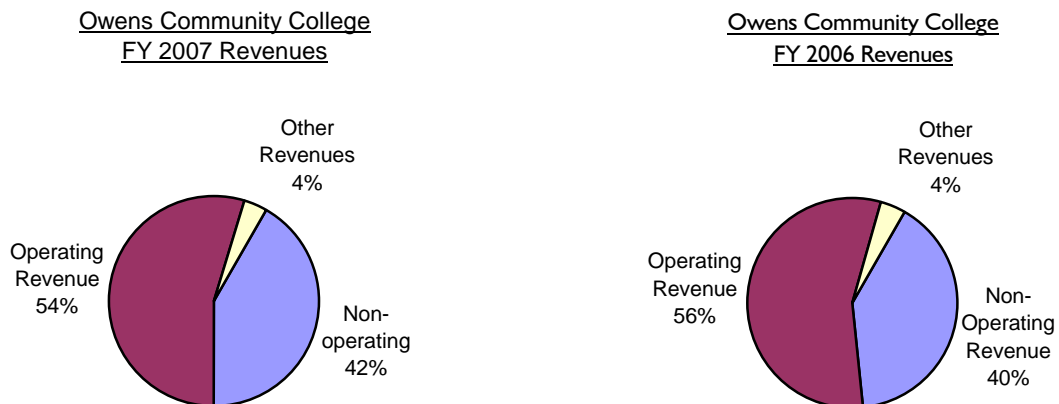 Owens Community College
FY 2007 Revenues
Other
Revenues
4%
Operating
Revenue
54%
Non-
operating
42%
Owens Community College
FY 2006 Revenues
Other
Revenues
4%
Operating
Revenue
56%
Non-
Operating
Revenue
40%